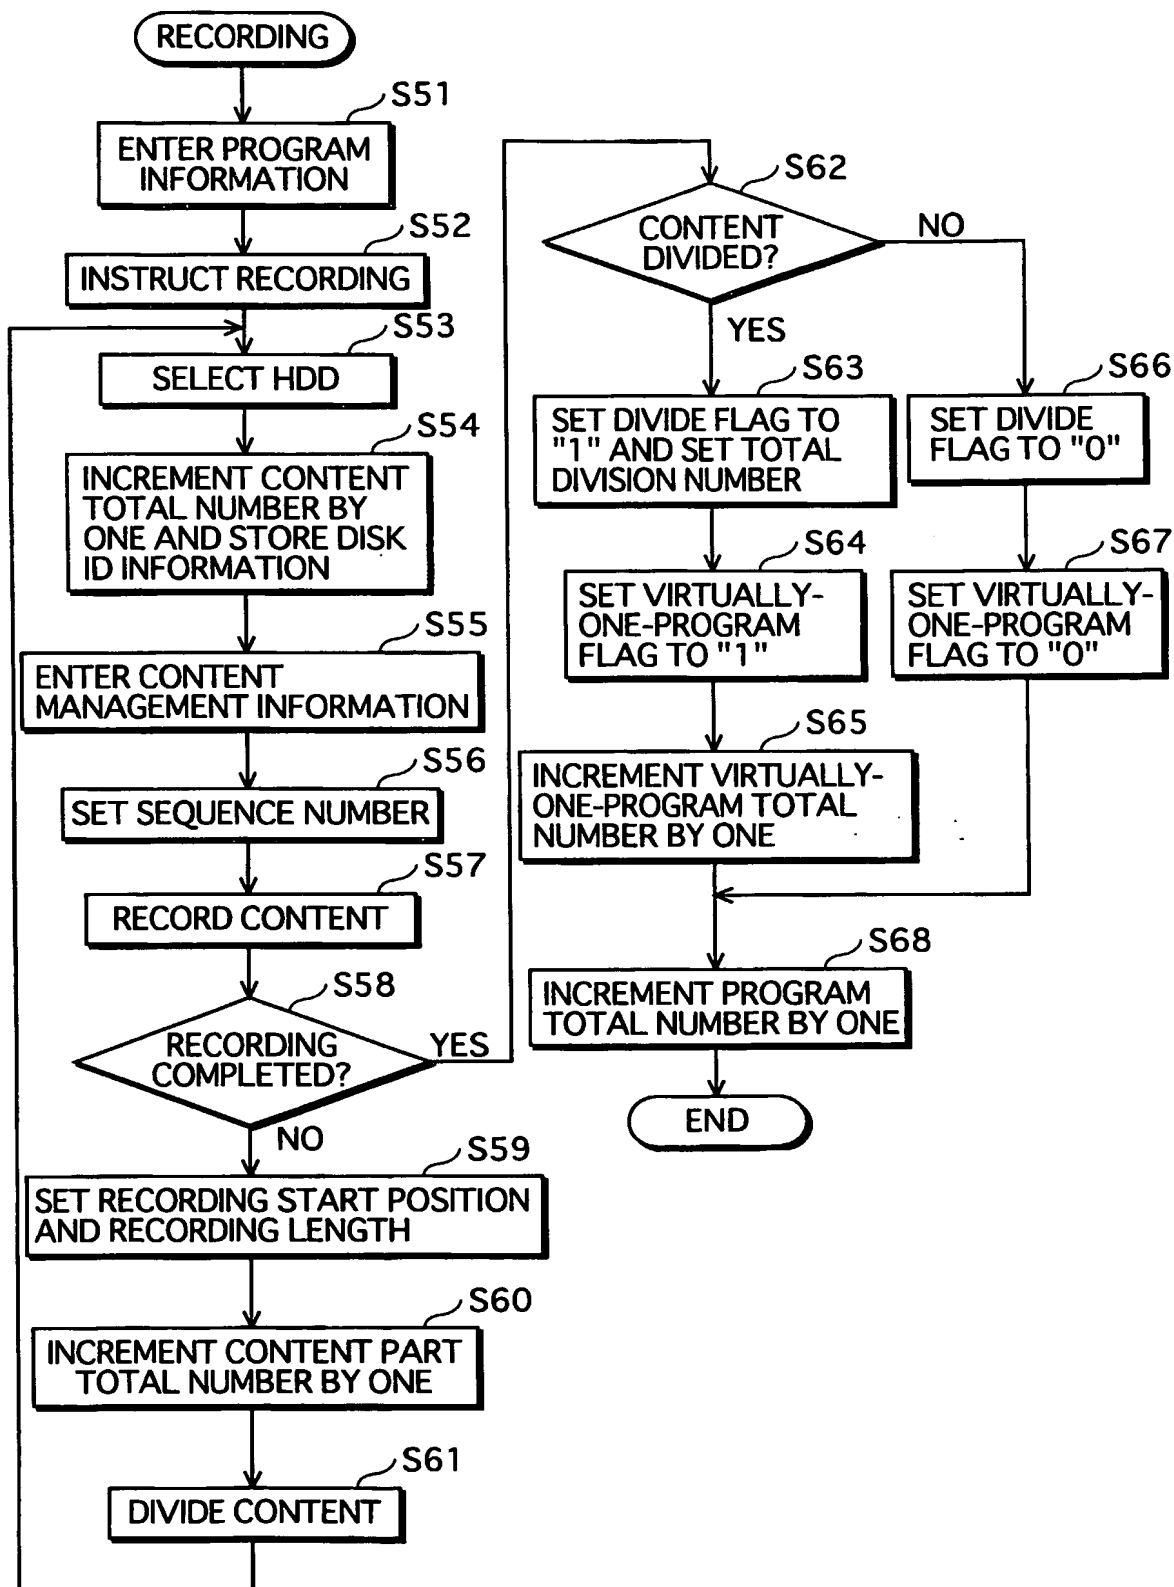 RECORDING
S51
ENTER PROGRAM
INFORMATION
S52
INSTRUCT RECORDING
S53
SELECT HDD
S54
INCREMENT CONTENT
TOTAL NUMBER BY
ONE AND STORE DISK
ID INFORMATION
S55
ENTER CONTENT
MANAGEMENT INFORMATION
S56
SET SEQUENCE NUMBER
S57
RECORD CONTENT
S58
RECORDING
COMPLETED?
YES
NO
S59
SET RECORDING START POSITION
AND RECORDING LENGTH
S60
INCREMENT CONTENT PART
TOTAL NUMBER BY ONE
S61
DIVIDE CONTENT
S62
CONTENT
DIVIDED?
NO
YES
S63
SET DIVIDE FLAG TO
"1" AND SET TOTAL
DIVISION NUMBER
S64
SET VIRTUALLY-
ONE-PROGRAM
FLAG TO "1"
S65
INCREMENT VIRTUALLY-
ONE-PROGRAM TOTAL
NUMBER BY ONE
S66
SET DIVIDE
FLAG TO "0"
S67
SET VIRTUALLY-
ONE-PROGRAM
FLAG TO "0"
S68
INCREMENT PROGRAM
TOTAL NUMBER BY ONE
END